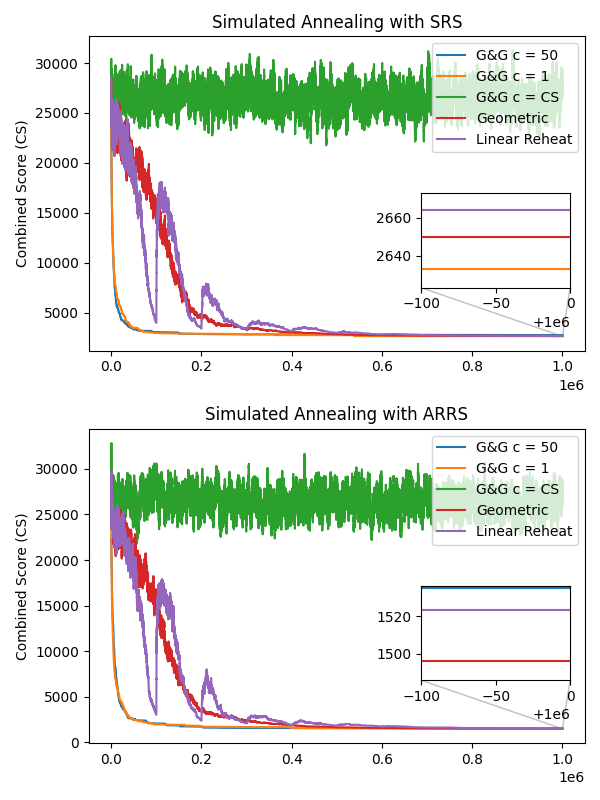 Simulated Annealing with SRS
Combined Score (CS)
30000
25000
20000
15000
10000
5000
G&G c = 50
G&G c = 1
G&G c = CS
Geometric
Linear Reheat
2660
2640
−100
−50
0
+1e6
0.0
0.2
0.4
0.6
0.8
1.0
1e6
Simulated Annealing with ARRS
Combined Score (CS)
30000
25000
20000
15000
10000
5000
0
G&G c = 50
G&G c = 1
G&G c = CS
Geometric
Linear Reheat
1520
1500
−100
−50
0
+1e6
0.0
0.2
0.4
0.6
0.8
1.0
1e6